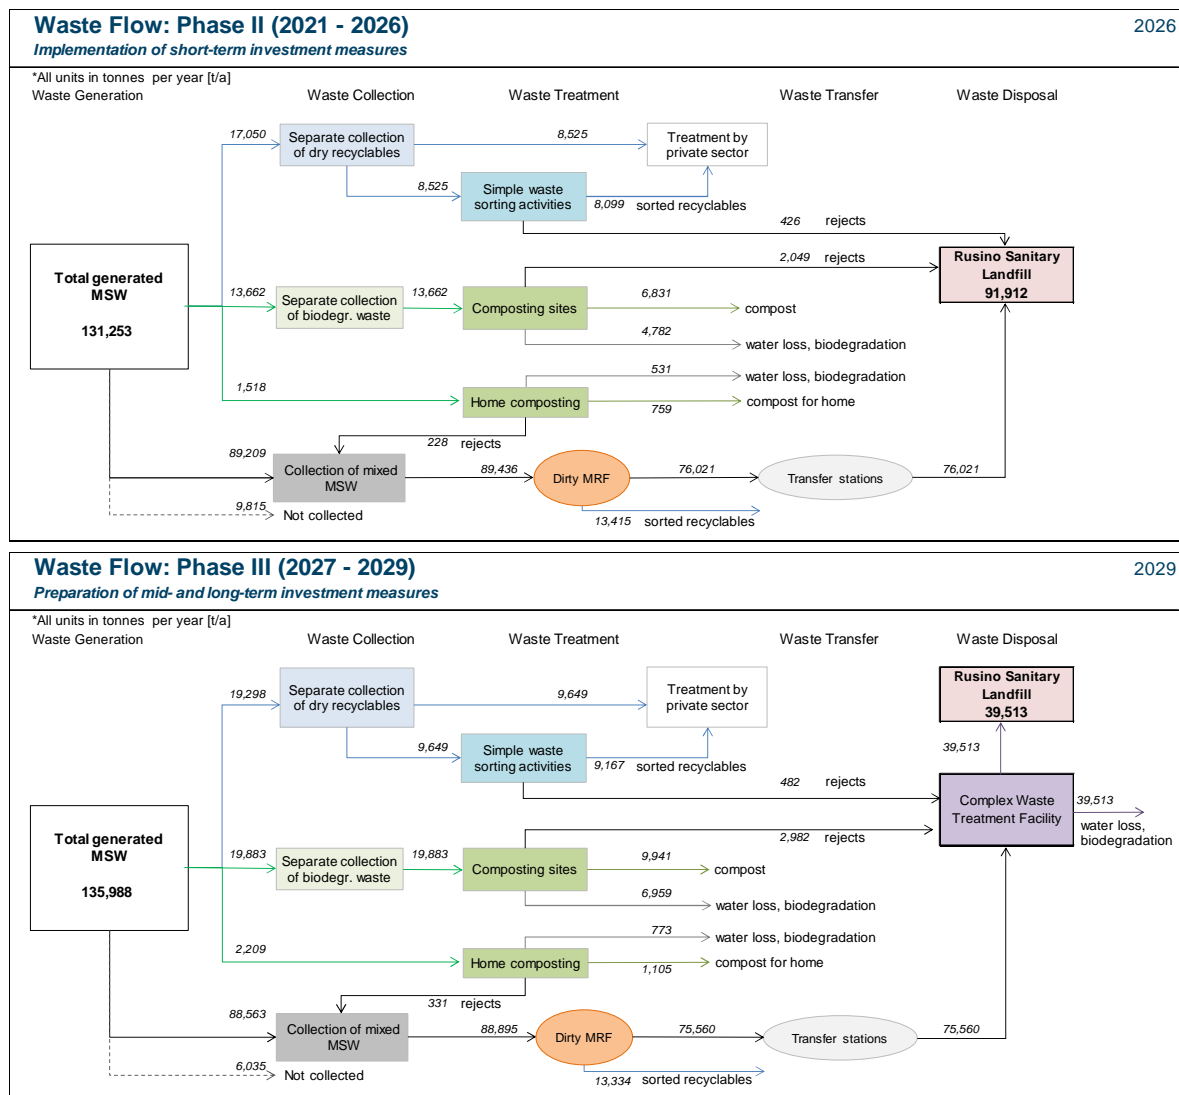 Waste Flow: Phase II (2021 - 2026)
2026
Implementation of short-term investment measures
*All units in tonnes per year [t/a]
Waste Generation
Waste Collection
Waste Treatment
Waste Transfer
Waste Disposal
17,050
Separate collection
of dry recyclables
8,525
Treatment by
private sector
8,525
Simple waste
sorting activities
8,099
sorted recyclables
426
rejects
Total generated
MSW
131,253
13,662
Separate collection
of biodegr. waste
13,662
Composting sites
2,049
rejects
6,831
compost
4,782
water loss, biodegradation
Rusino Sanitary
Landfill
91,912
1,518
Home composting
531
water loss, biodegradation
759
compost for home
228
rejects
89,209
Collection of mixed
MSW
89,436
Dirty MRF
76,021
Transfer stations
76,021
9,815
Not collected
13,415
sorted recyclables
Waste Flow: Phase III (2027 - 2029)
2029
Preparation of mid- and long-term investment measures
*All units in tonnes per year [t/a]
Waste Generation
Waste Collection
Waste Treatment
Waste Transfer
Waste Disposal
19,298
Separate collection
of dry recyclables
9,649
Treatment by
private sector
Rusino Sanitary
Landfill
39,513
9,649
Simple waste
sorting activities
9,167
sorted recyclables
39,513
482
rejects
Complex Waste
Treatment Facility
39,513
water loss,
biodegradation
Total generated
MSW
135,988
19,883
Separate collection
of biodegr. waste
19,883
Composting sites
2,982
rejects
9,941
compost
6,959
water loss, biodegradation
2,209
Home composting
773
water loss, biodegradation
1,105
compost for home
331
rejects
88,563
Collection of mixed
MSW
88,895
Dirty MRF
75,560
Transfer stations
75,560
6,035
Not collected
13,334
sorted recyclables